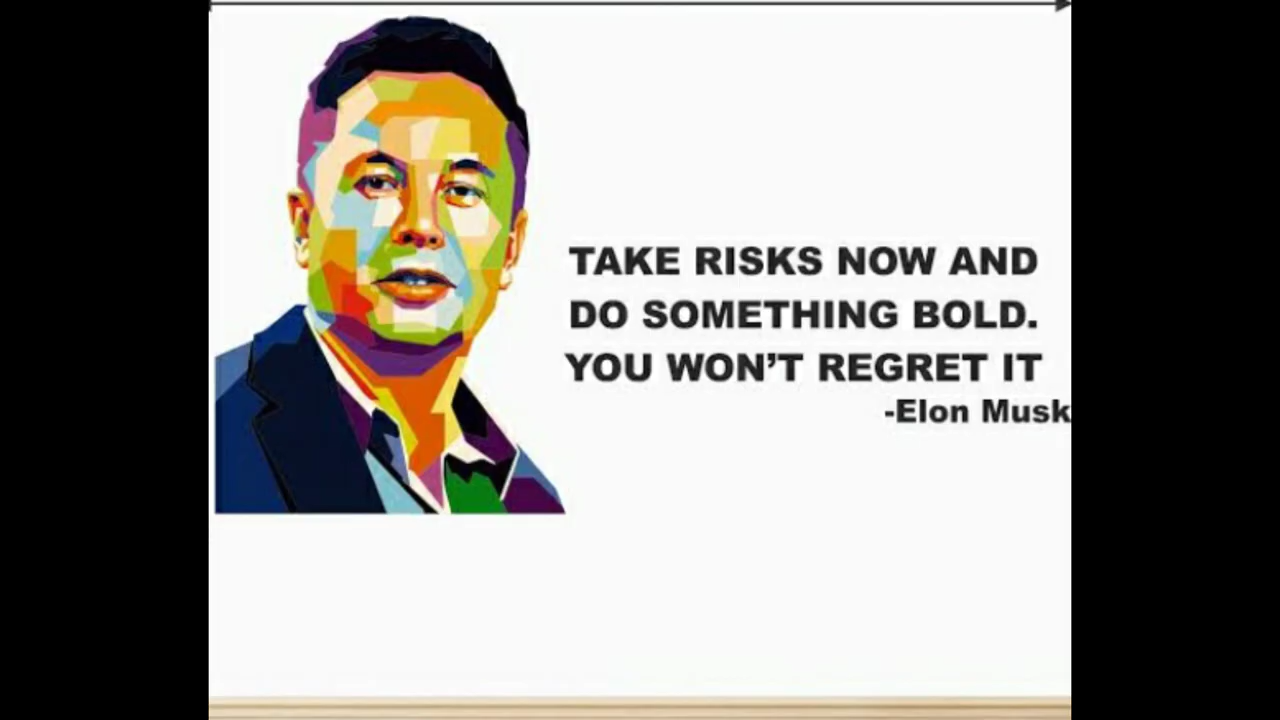 TAKE RISKS NOW AND
DO SOMETHING BOLD.
YOU WON’T REGRET IT
-Elon Musk